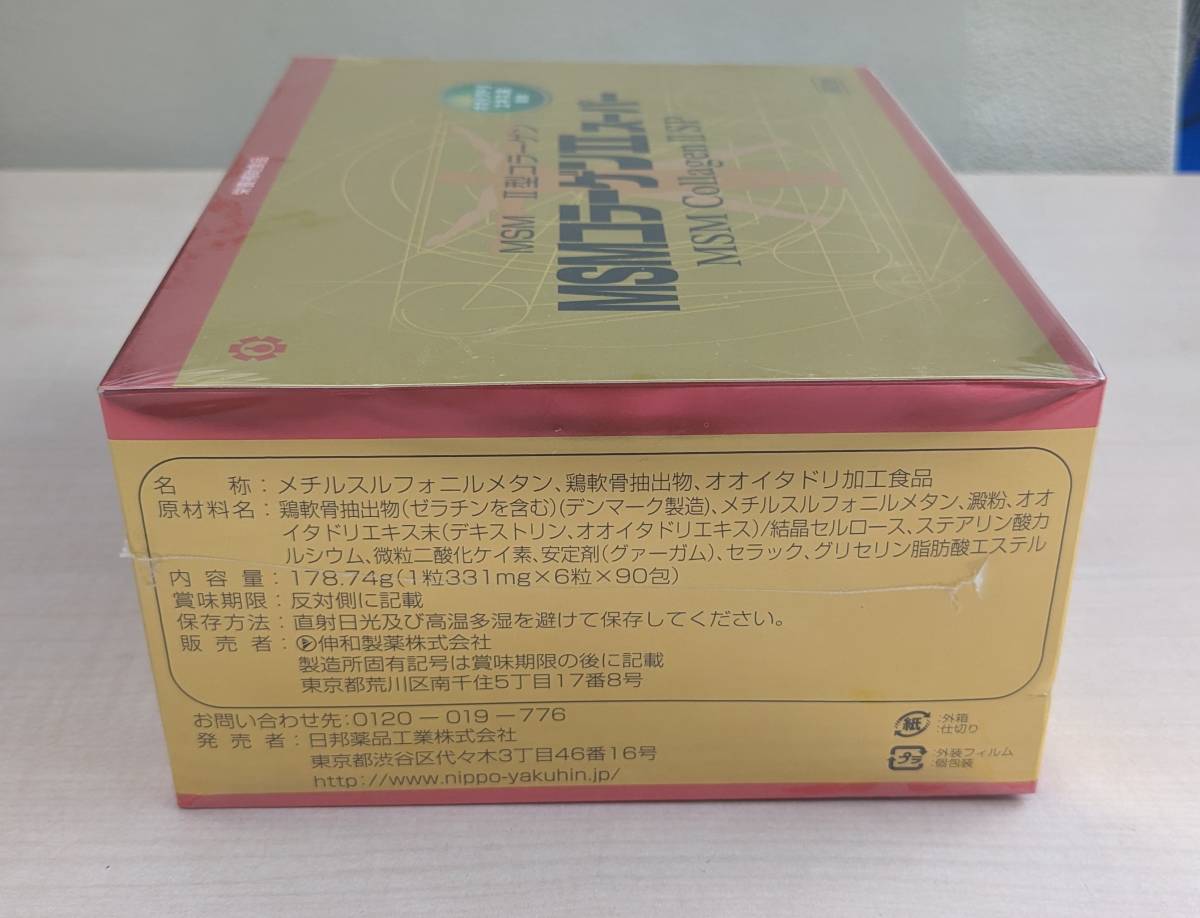 栄養補助食品
MSM II型コラーゲン
MSMコラーゲンIIスーパー
MSM Collagen II SP
名 称：メチルスルフォニルメタン、鶏軟骨抽出物、オオイタドリ加工食品
原材料名：鶏軟骨抽出物（ゼラチンを含む）（デンマーク製造）、メチルスルフォニルメタン、澱粉、オオ
イタドリエキス末（デキストリン、オオイタドリエキス）/結晶セルロース、ステアリン酸カ
ルシウム、微粒二酸化ケイ素、安定剤（グァーガム）、セラック、グリセリン脂肪酸エステル
内 容 量：178.74g（1粒331mg×6粒×90包）
賞味期限：反対側に記載
保存方法：直射日光及び高温多湿を避けて保存してください。
販 売 者：伸和製薬株式会社
製造所固有記号は賞味期限の後に記載
東京都荒川区南千住5丁目17番8号
お問い合わせ先：0120－019－776
発 売 者：日邦薬品工業株式会社
東京都渋谷区代々木3丁目46番16号
http://www.nippo-yakuhin.jp/
紙 ：外箱
：仕切り
プラ ：外装フィルム
：個包装